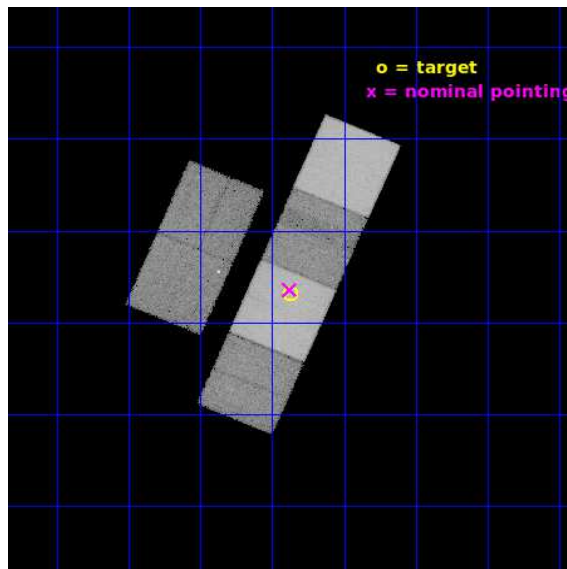 o = target
x = nominal pointing